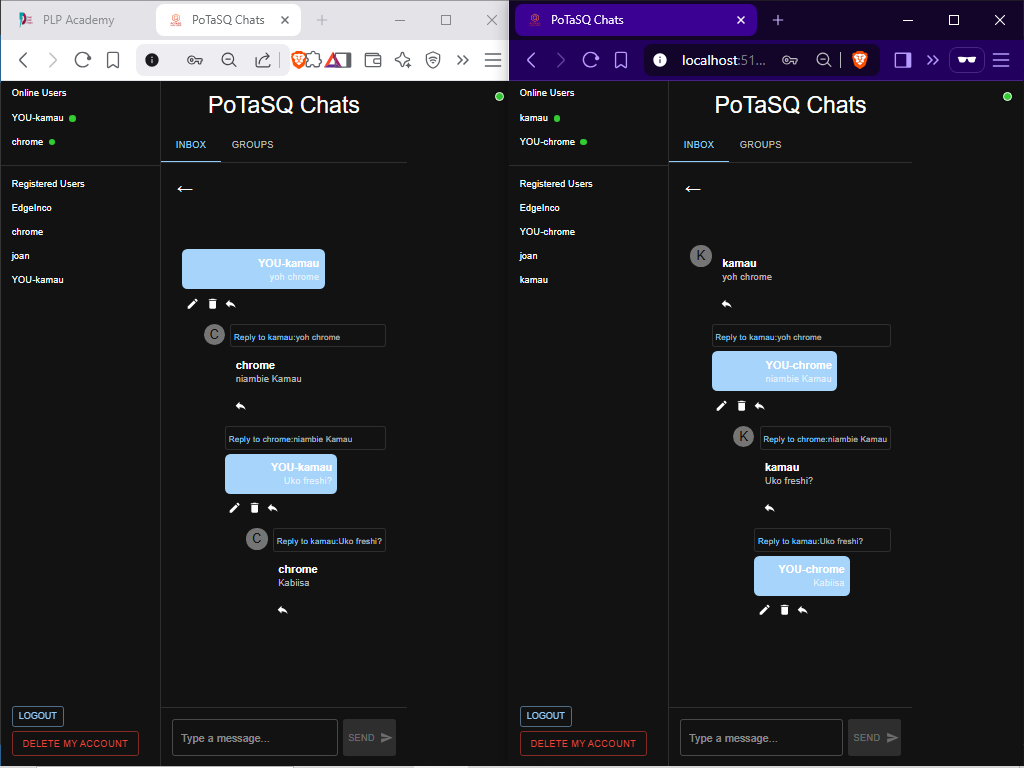 PLP Academy
PoTaSQ Chats
Online Users
YOU-kamau
chrome
Registered Users
EdgeInco
chrome
joan
YOU-kamau
LOGOUT
DELETE MY ACCOUNT
PoTaSQ Chats
INBOX GROUPS
YOU-kamau
yoh chrome
C
Reply to kamau:yoh chrome
chrome
niambie Kamau
Reply to chrome:niambie Kamau
YOU-kamau
Uko freshi?
C
Reply to kamau:Uko freshi?
chrome
Kabiisa
Type a message...
SEND
PoTaSQ Chats
localhost:51...
Online Users
kamau
YOU-chrome
Registered Users
EdgeInco
YOU-chrome
joan
kamau
LOGOUT
DELETE MY ACCOUNT
PoTaSQ Chats
INBOX GROUPS
K
kamau
yoh chrome
Reply to kamau:yoh chrome
YOU-chrome
niambie Kamau
K
Reply to chrome:niambie Kamau
kamau
Uko freshi?
Reply to kamau:Uko freshi?
YOU-chrome
Kabiisa
Type a message...
SEND